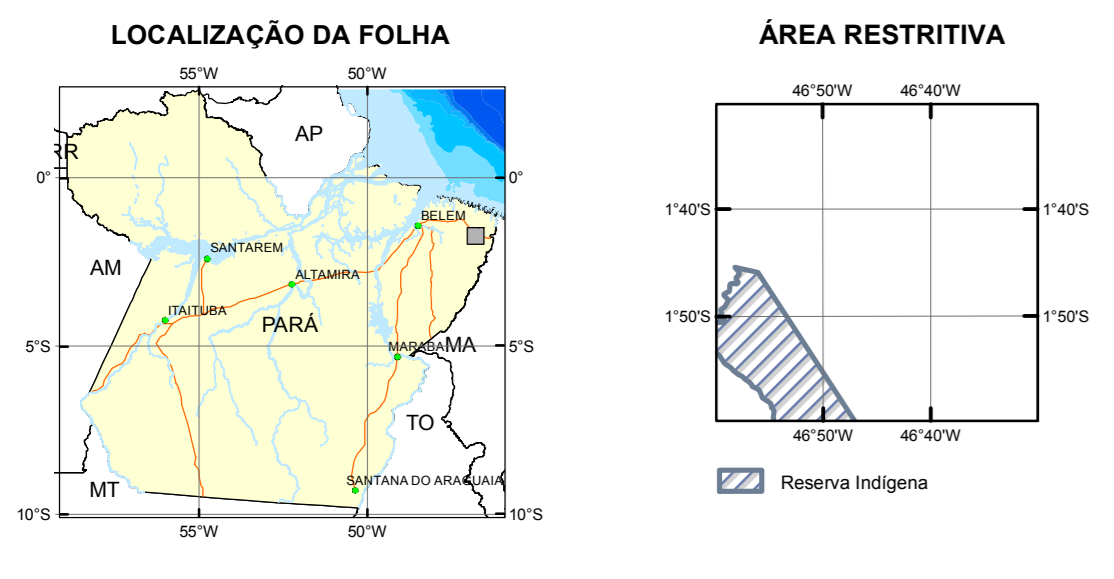 LOCALIZAÇÃO DA FOLHA
55°W
50°W
AP
RR
0°
0°
BELEM
SANTAREM
AM
ALTAMIRA
ITAITUBA
PARÁ
MARABA
MA
5°S
5°S
TO
SANTANA DO ARAGUAIA
MT
10°S
10°S
55°W
50°W
ÁREA RESTRITIVA
46°50'W
46°40'W
1°40'S
1°40'S
1°50'S
1°50'S
46°50'W
46°40'W
Reserva Indígena